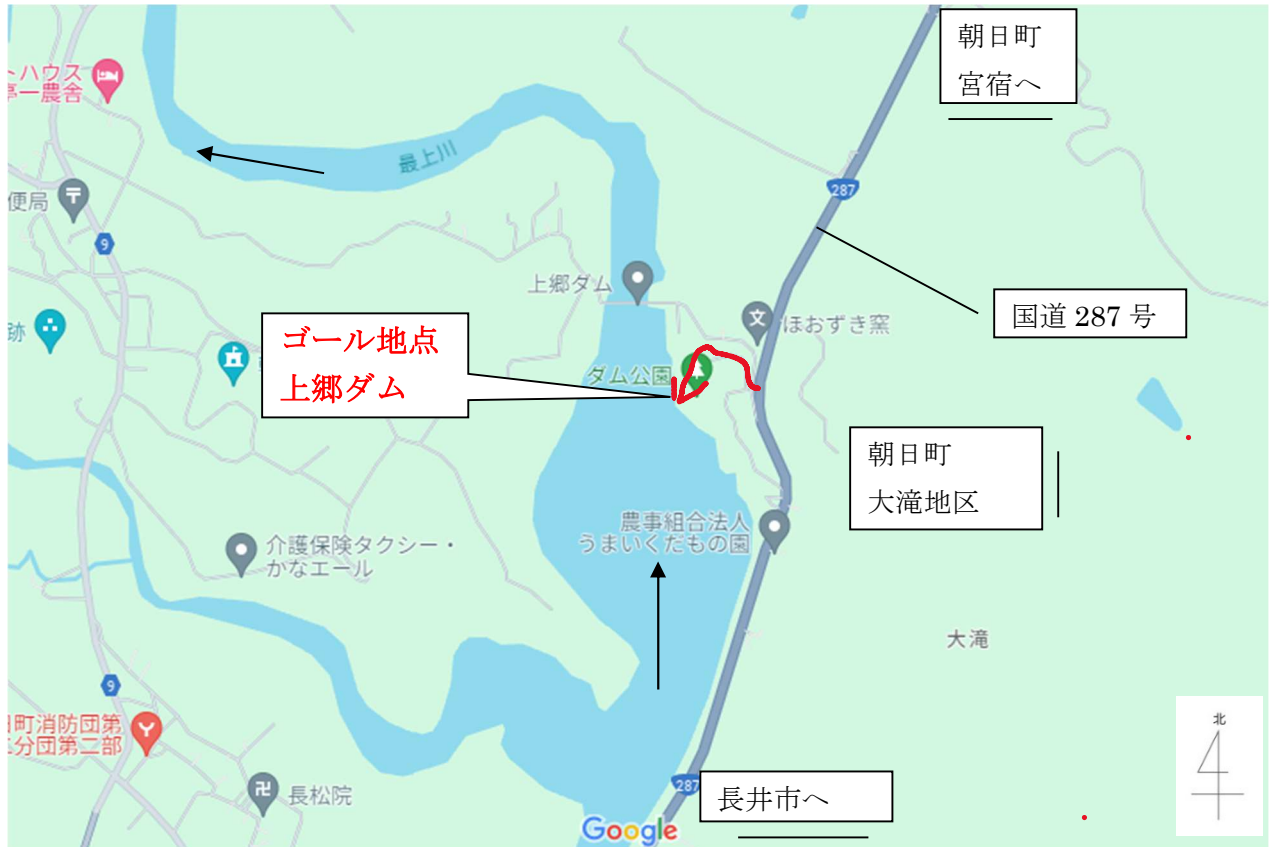 朝日町
宮宿へ
トハウス
亭一農舎
最上川
287
便局
9
上郷ダム
国道 287 号
ほおずき窯
跡
ゴール地点
上郷ダム
ダム公園
朝日町
大滝地区
農事組合法人
うまいくだもの園
介護保険タクシー・
かなエール
大滝
9
町消防団第
分団第二部
北
287
長井市へ
長松院
Google